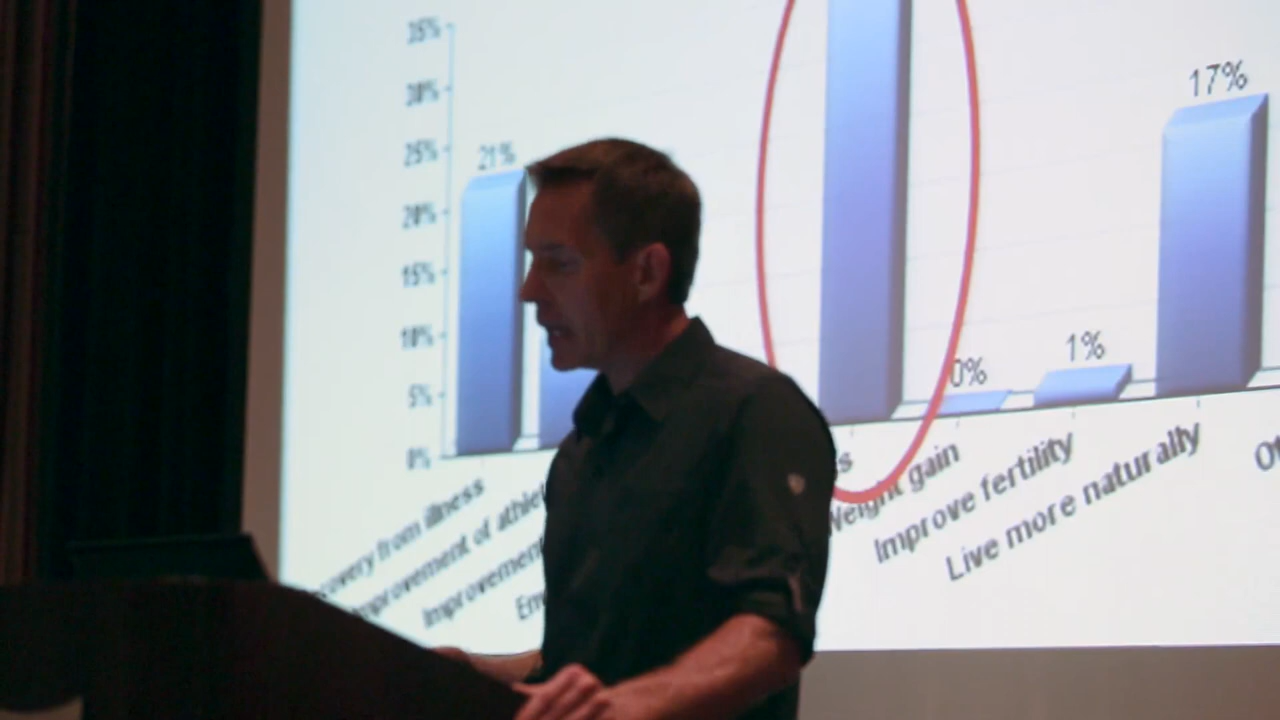 35%
30%
25%
20%
15%
10%
5%
0%
21%
0%
1%
17%
covery from illness
provement of athlet
Improvement
Em
s
Weight gain
Improve fertility
Live more naturally
Ot